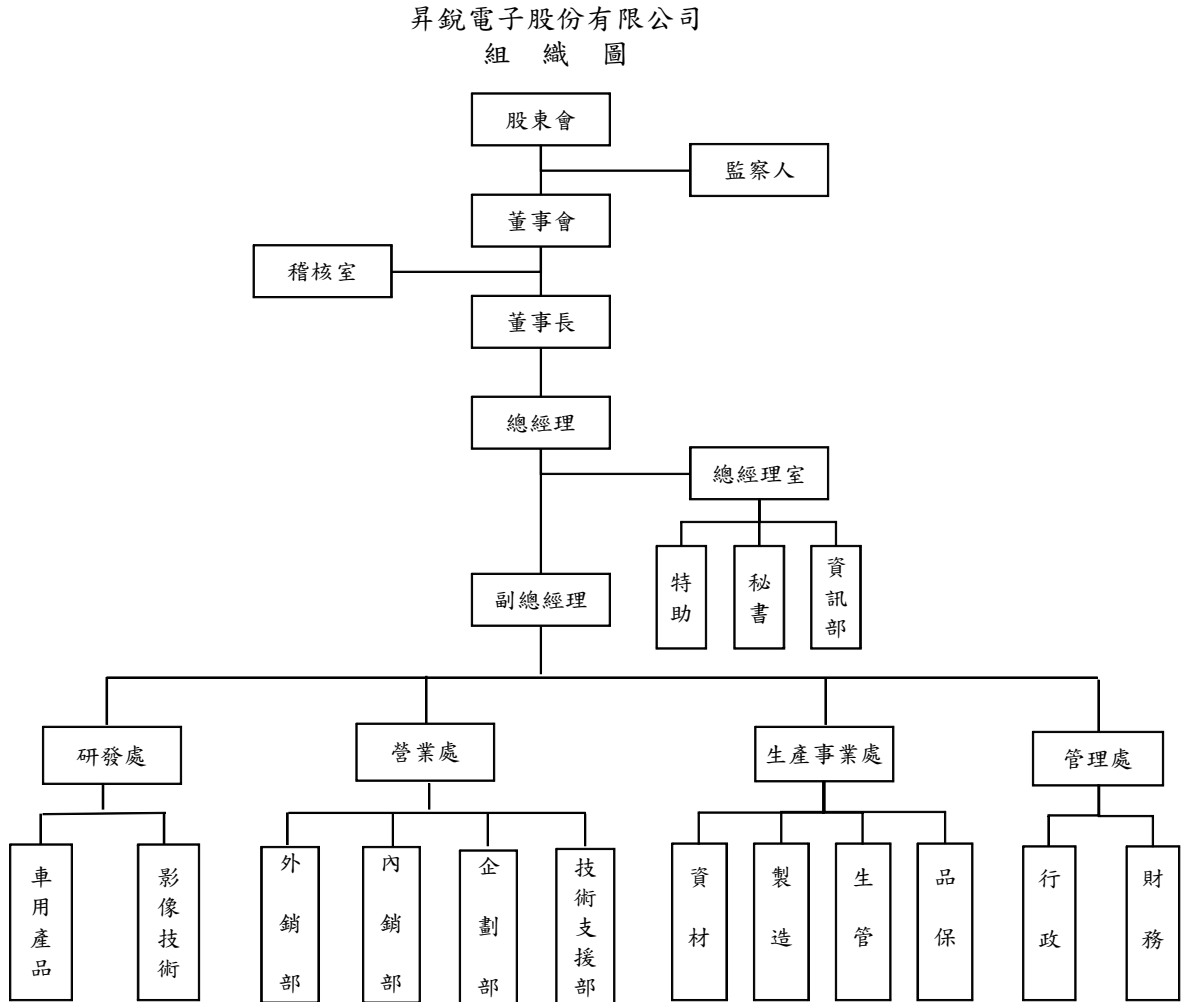 昇銳電子股份有限公司
組 織 圖
股東會
監察人
董事會
稽核室
董事長
總經理
總經理室
特助
秘書
資訊部
副總經理
研發處
營業處
生產事業處
管理處
車用產品
影像技術
外銷部
內銷部
企劃部
技術支援部
資材
製造
生管
品保
行政
財務